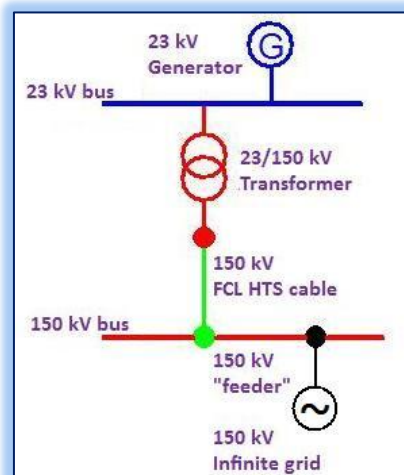 23 kV
Generator
G
23 kV bus
23/150 kV
Transformer
150 kV
FCL HTS cable
150 kV bus
150 kV
"feeder"
~
150 kV
Infinite grid